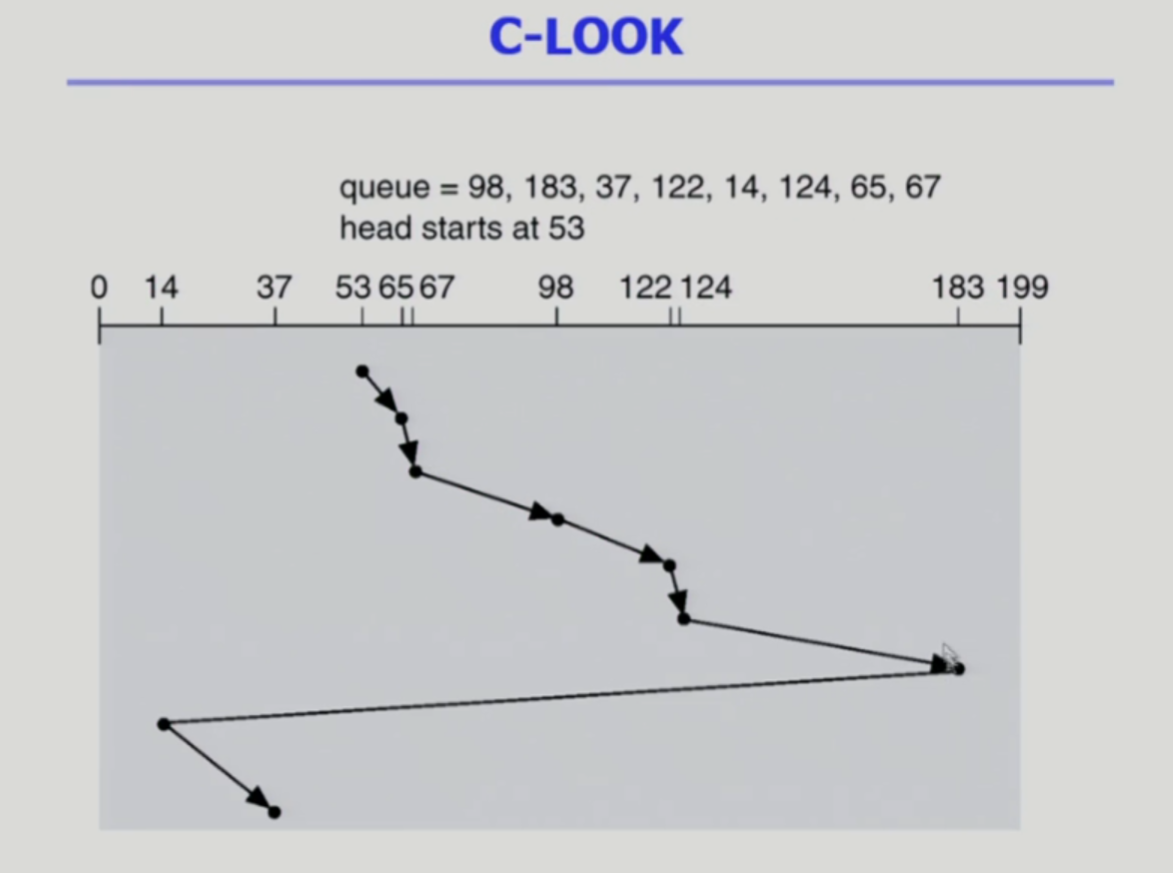 C-LOOK
queue = 98, 183, 37, 122, 14, 124, 65, 67
head starts at 53
0 14 37 53 65 67 98 122 124 183 199